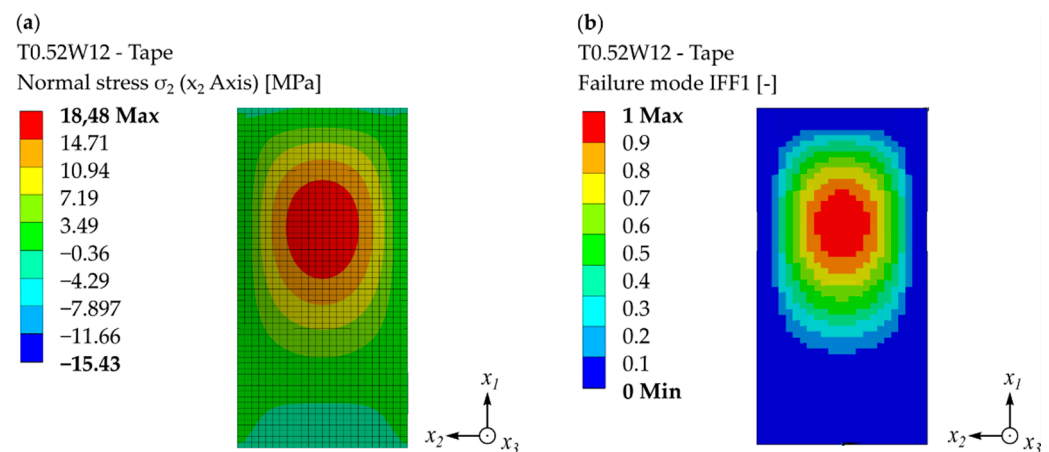 (a)
T0.52W12 - Tape
Normal stress σ₂ (x₂ Axis) [MPa]
18,48 Max
14.71
10.94
7.19
3.49
−0.36
−4.29
−7.897
−11.66
−15.43
x₁
x₂
x₃
(b)
T0.52W12 - Tape
Failure mode IFF1 [-]
1 Max
0.9
0.8
0.7
0.6
0.5
0.4
0.3
0.2
0.1
0 Min
x₁
x₂
x₃